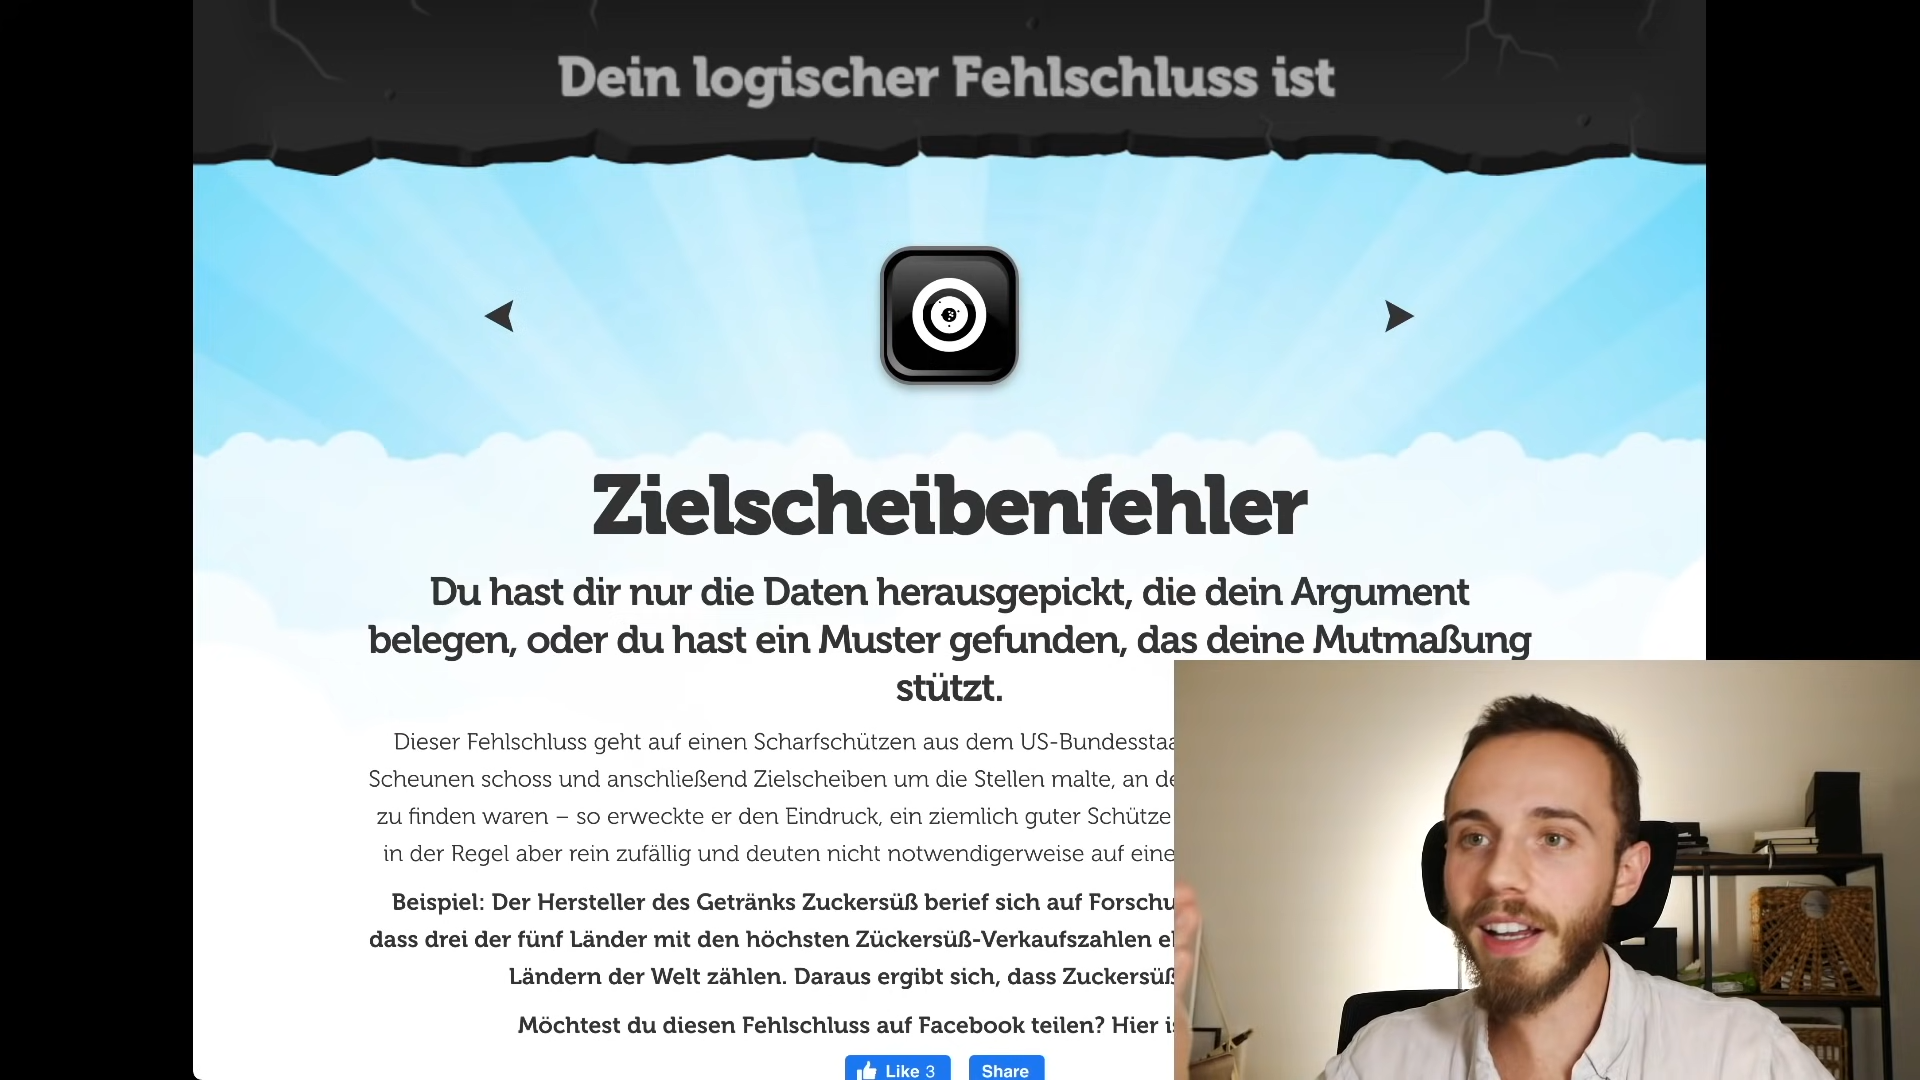 Dein logischer Fehlschluss ist
Zielscheibenfehler
Du hast dir nur die Daten herausgepickt, die dein Argument
belegen, oder du hast ein Muster gefunden, das deine Mutmaßung
stützt.
Dieser Fehlschluss geht auf einen Scharfschützen aus dem US-Bundesstaa
Scheunen schoss und anschließend Zielscheiben um die Stellen malte, an de
zu finden waren – so erweckte er den Eindruck, ein ziemlich guter Schütze
in der Regel aber rein zufällig und deuten nicht notwendigerweise auf eine
Beispiel: Der Hersteller des Getränks Zuckersüß berief sich auf Forschu
dass drei der fünf Länder mit den höchsten Zückersüß-Verkaufszahlen e
Ländern der Welt zählen. Daraus ergibt sich, dass Zuckersüß
Möchtest du diesen Fehlschluss auf Facebook teilen? Hier is
Like 3
Share